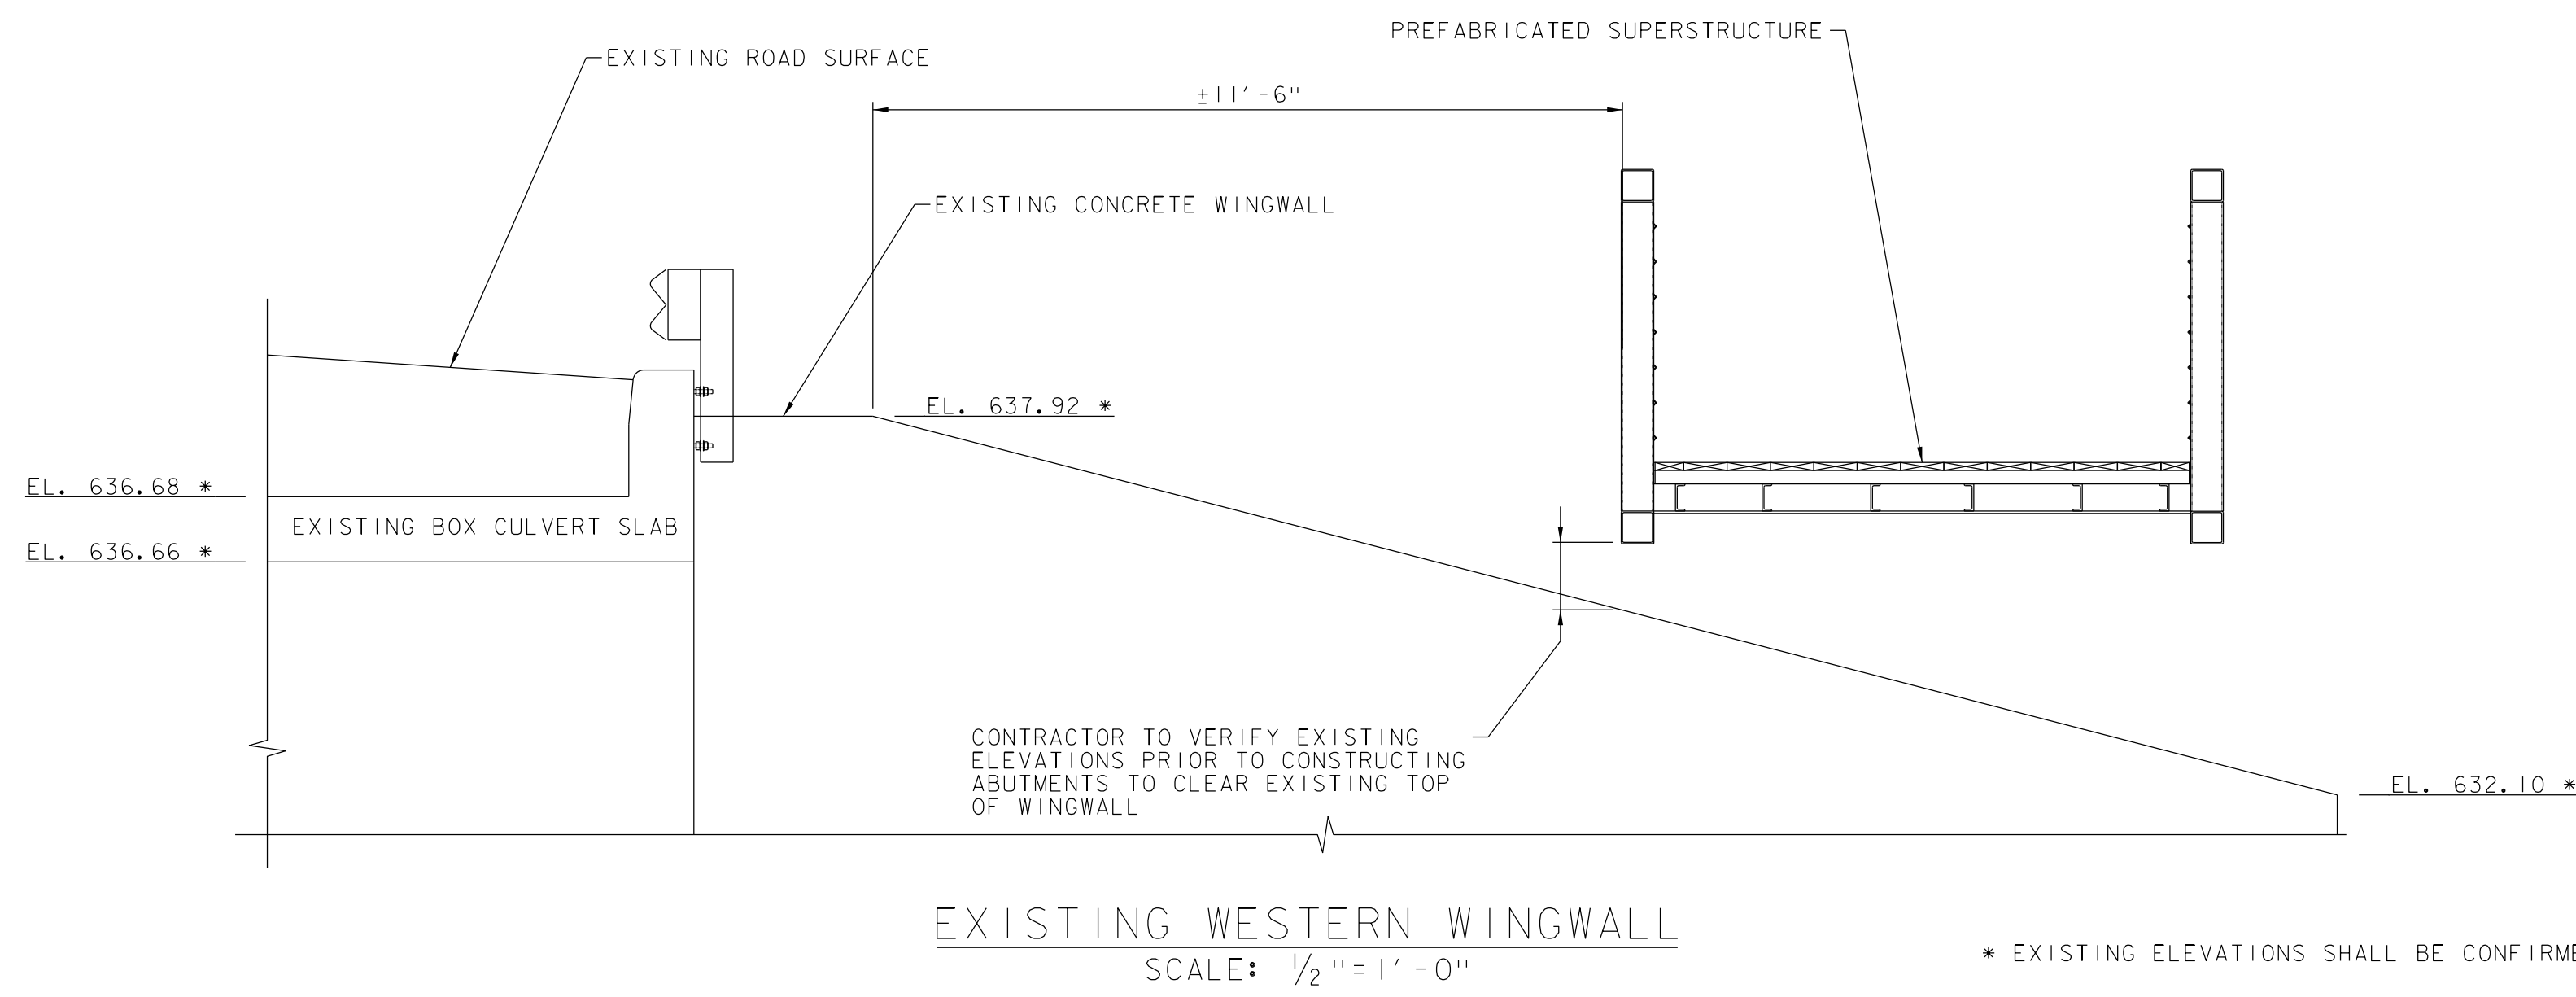 PREFABRICATED SUPERSTRUCTURE
EXISTING ROAD SURFACE
±11'-6"
EXISTING CONCRETE WINGWALL
EL. 637.92 *
EL. 636.68 *
EXISTING BOX CULVERT SLAB
EL. 636.66 *
CONTRACTOR TO VERIFY EXISTING
ELEVATIONS PRIOR TO CONSTRUCTING
ABUTMENTS TO CLEAR EXISTING TOP
OF WINGWALL
EL. 632.10 *
EXISTING WESTERN WINGWALL
SCALE: 1/2"=1'-0"
* EXISTING ELEVATIONS SHALL BE